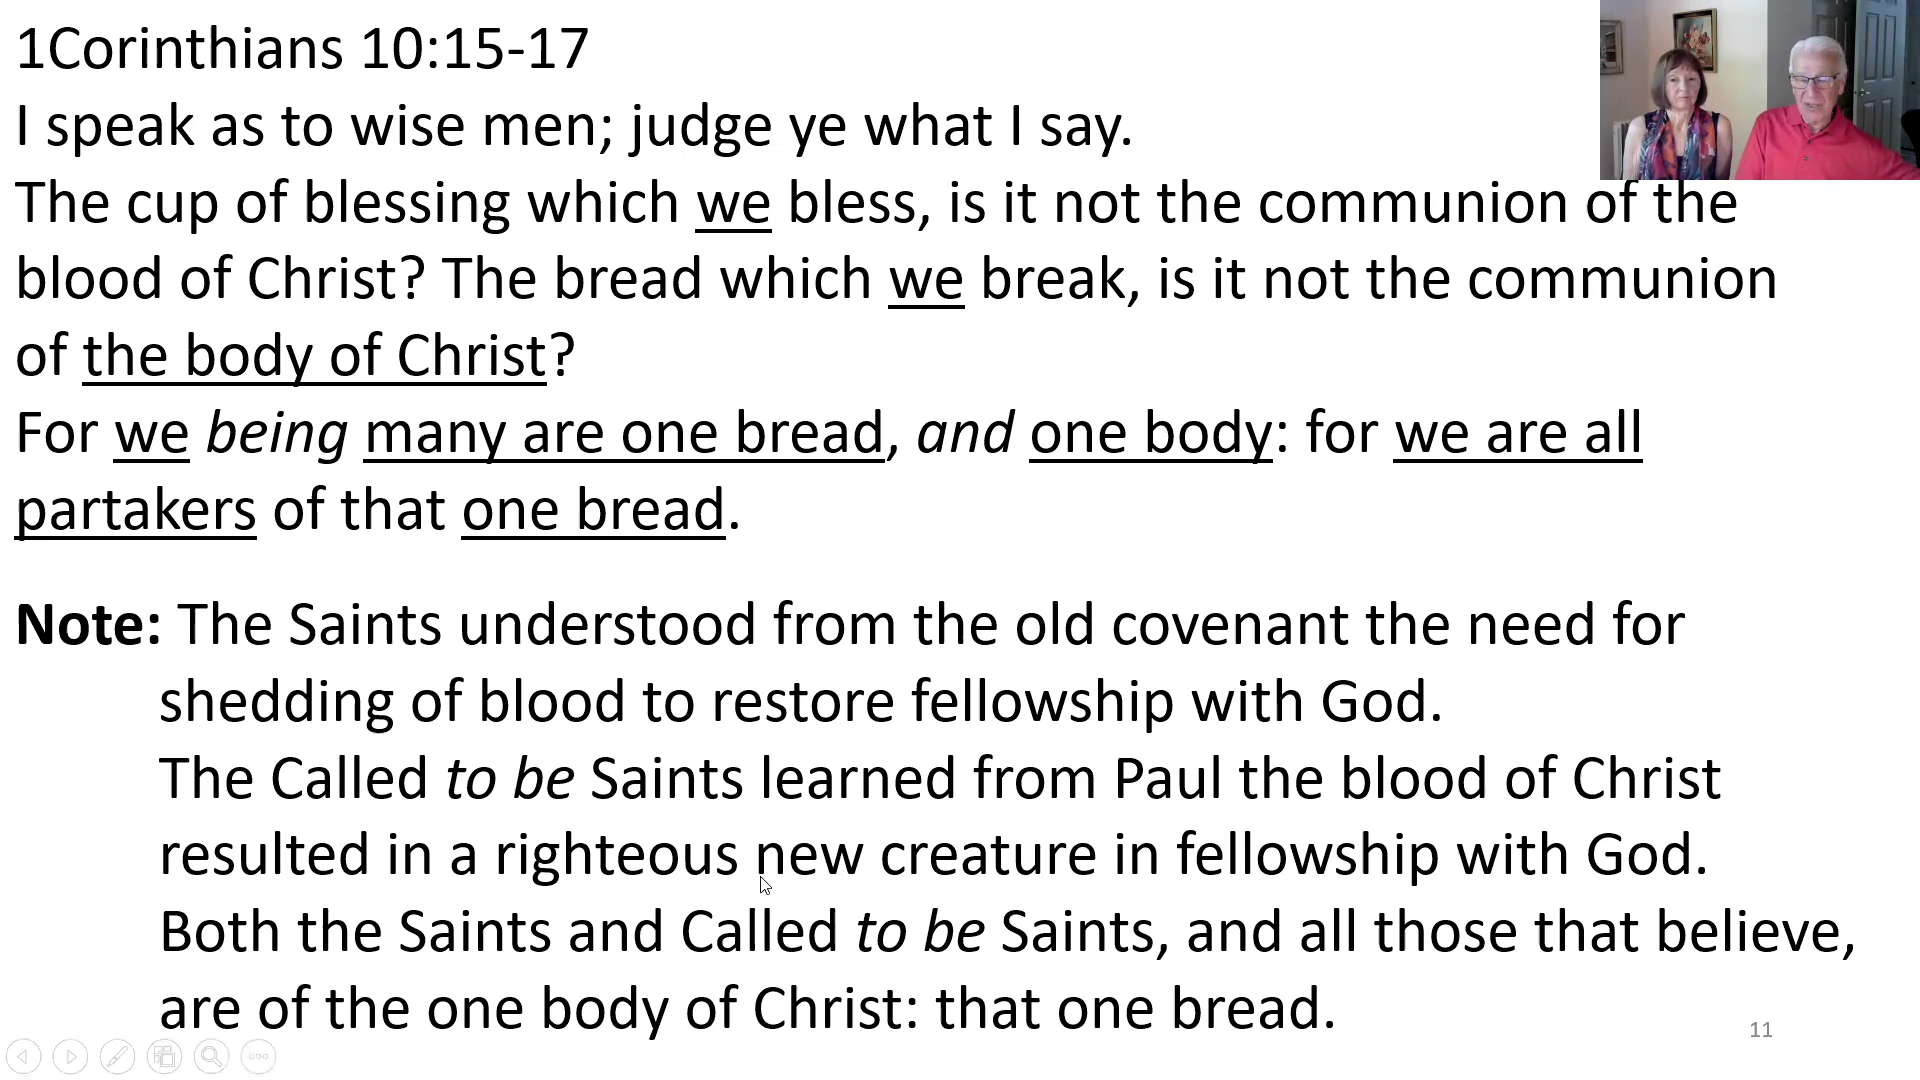 1Corinthians 10:15-17
I speak as to wise men; judge ye what I say.
The cup of blessing which we bless, is it not the communion of the
blood of Christ? The bread which we break, is it not the communion
of the body of Christ?
For we being many are one bread, and one body: for we are all
partakers of that one bread.
Note: The Saints understood from the old covenant the need for
shedding of blood to restore fellowship with God.
The Called to be Saints learned from Paul the blood of Christ
resulted in a righteous new creature in fellowship with God.
Both the Saints and Called to be Saints, and all those that believe,
are of the one body of Christ: that one bread.
11